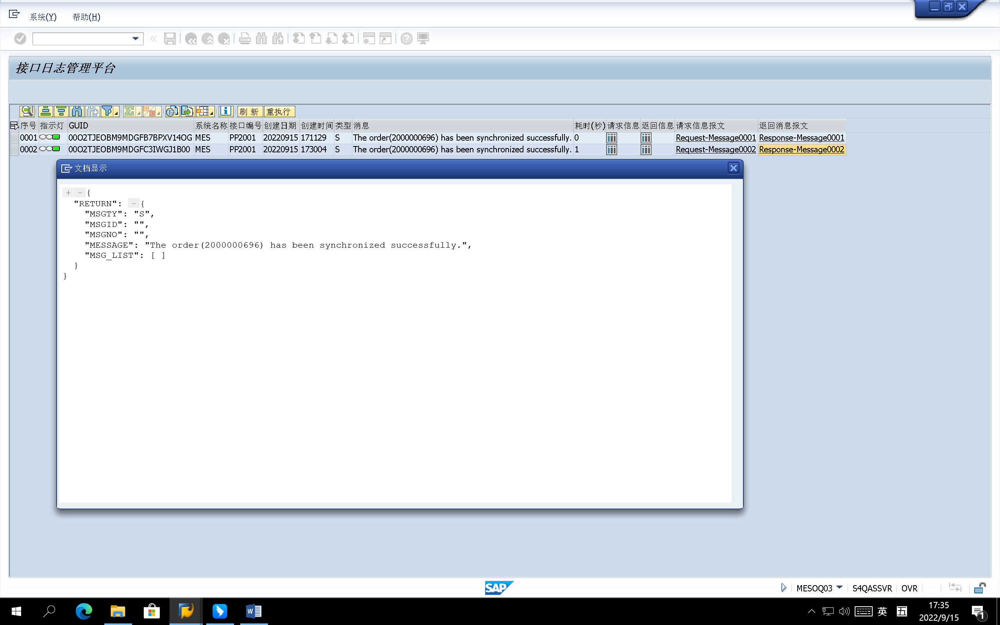 系统(Y) 帮助(H)
接口日志管理平台
刷 新 重执行
序号 指示灯 GUID 系统名称 接口编号 创建日期 创建时间 类型 消息 耗时(秒) 请求信息 返回信息 请求信息报文 返回消息报文
0001 00O2TJEOBM9MDGFB7BPXV14OG MES PP2001 20220915 171129 S The order(2000000696) has been synchronized successfully. 0 Request-Message0001 Response-Message0001
0002 00O2TJEOBM9MDGFC3IWGJ1B00 MES PP2001 20220915 173004 S The order(2000000696) has been synchronized successfully. 1 Request-Message0002 Response-Message0002
文档显示
+ - {
"RETURN": - {
"MSGTY": "S",
"MSGID": "",
"MSGNO": "",
"MESSAGE": "The order(2000000696) has been synchronized successfully.",
"MSG_LIST": [ ]
}
}
SAP MESOQ03 S4QASSVR OVR
英 五 17:35
2022/9/15 1